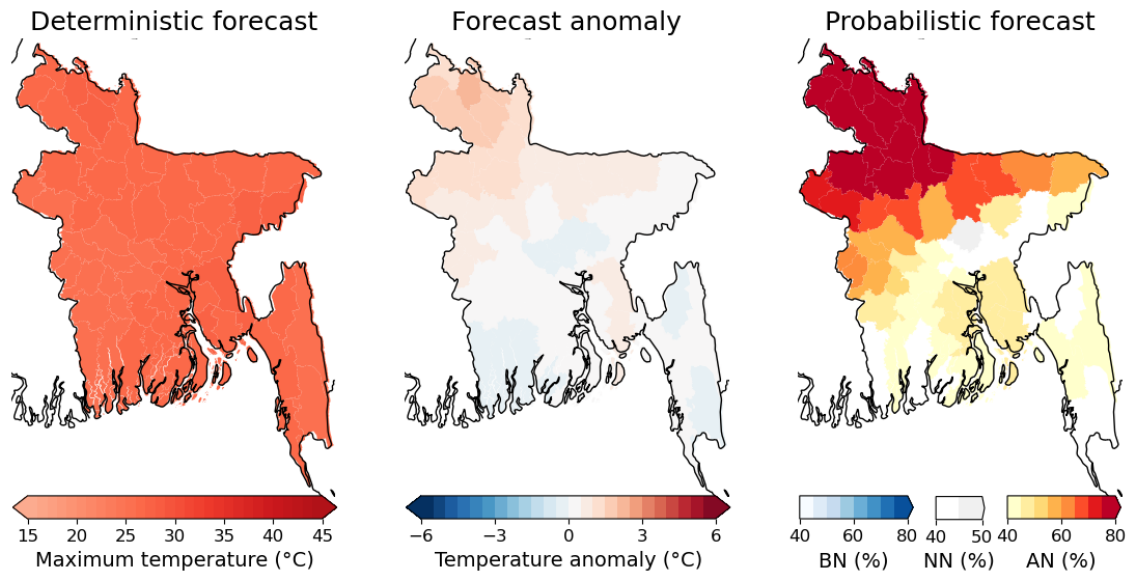 Deterministic forecast
Forecast anomaly
Probabilistic forecast
15 20 25 30 35 40 45
Maximum temperature (°C)
−6 −3 0 3 6
Temperature anomaly (°C)
40 60 80
BN (%)
40 50
NN (%)
40 60 80
AN (%)